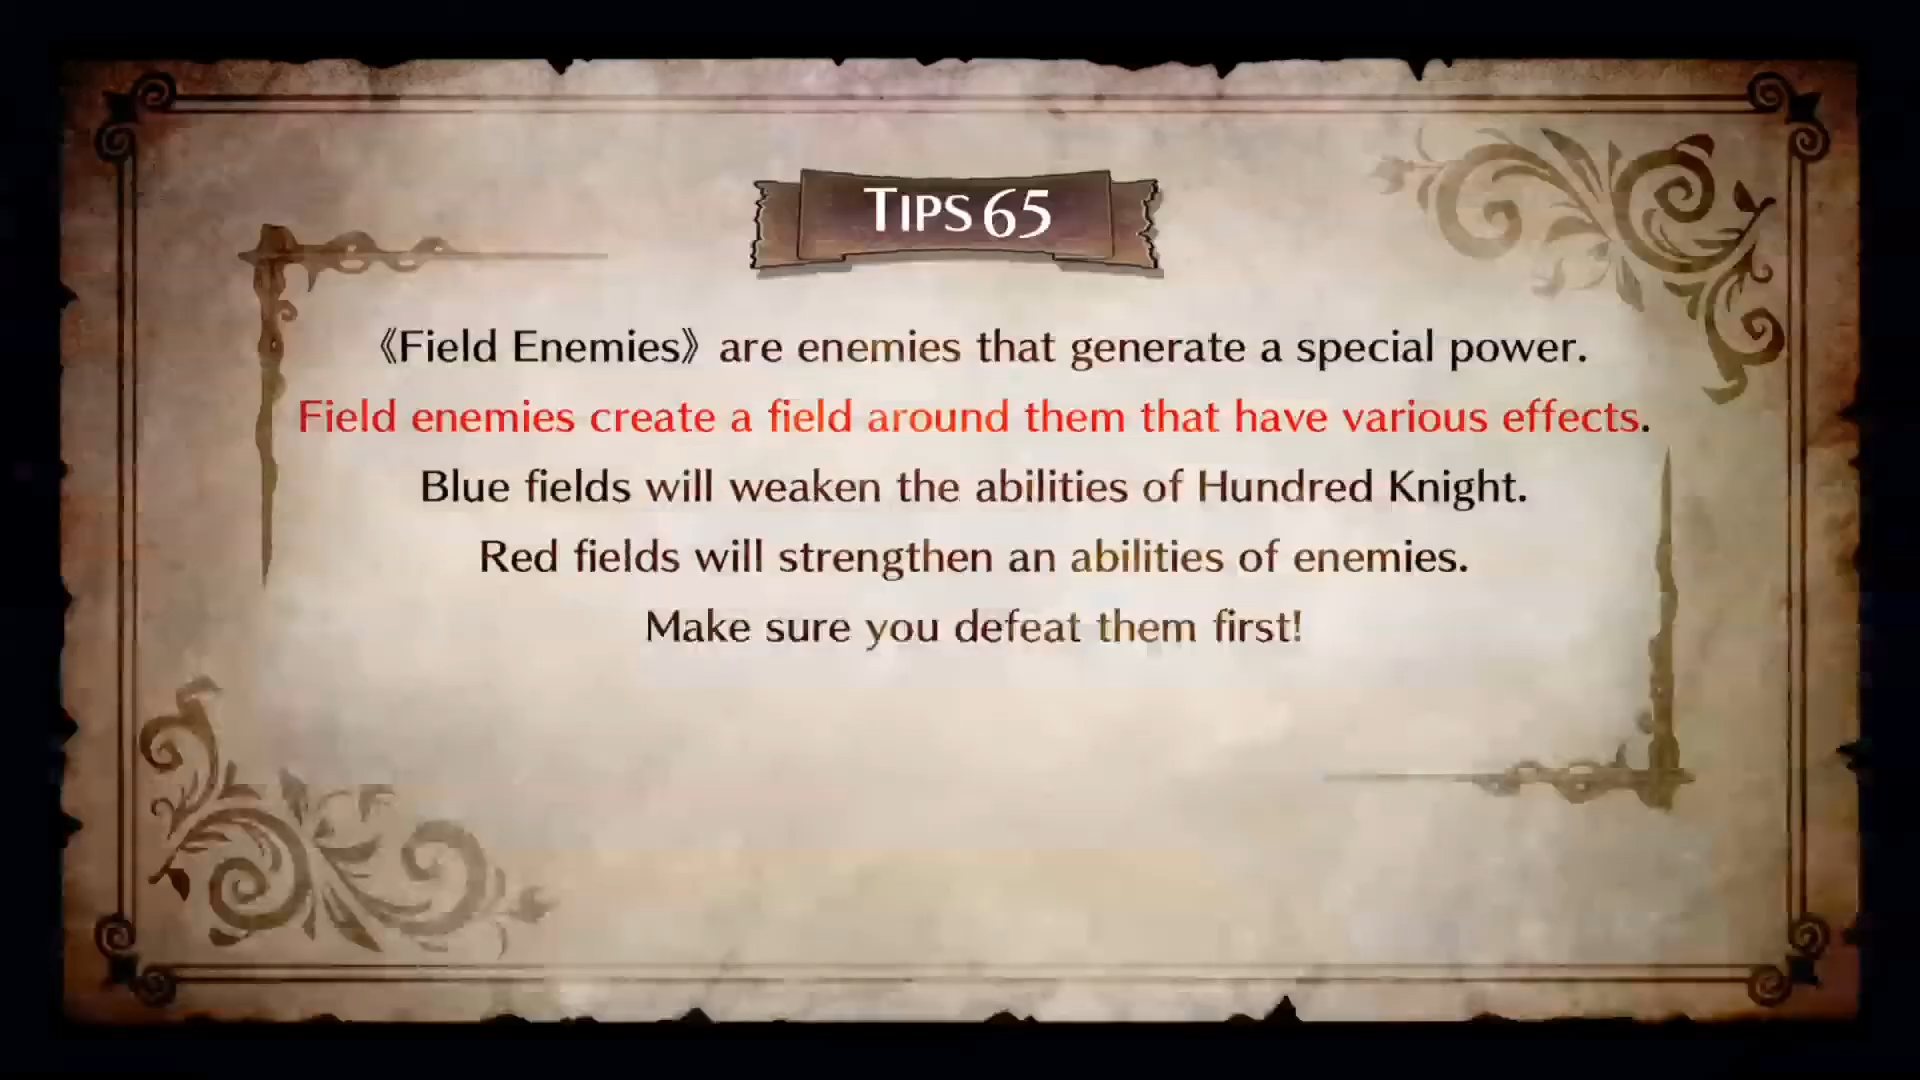 TIPS 65
《Field Enemies》 are enemies that generate a special power.
Field enemies create a field around them that have various effects.
Blue fields will weaken the abilities of Hundred Knight.
Red fields will strengthen an abilities of enemies.
Make sure you defeat them first!